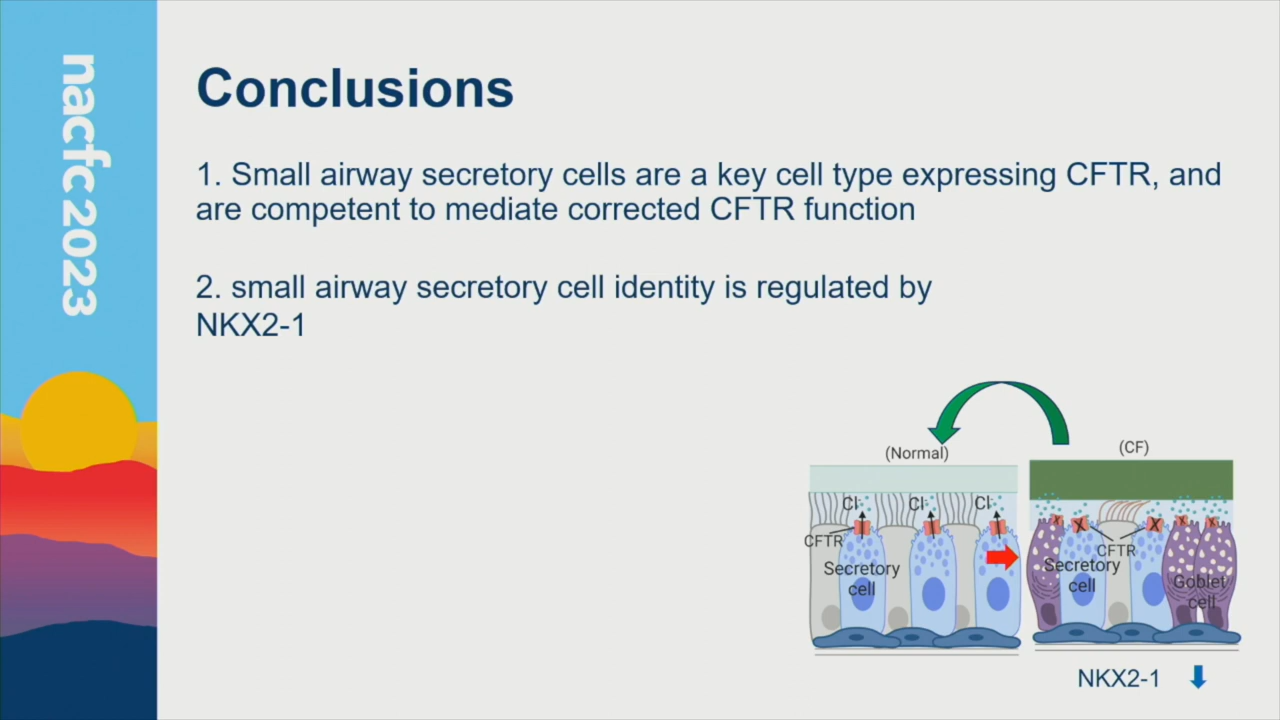 nacfc2023
Conclusions
1. Small airway secretory cells are a key cell type expressing CFTR, and
are competent to mediate corrected CFTR function
2. small airway secretory cell identity is regulated by
NKX2-1
(Normal)
(CF)
Cl-
Cl-
Cl-
CFTR
Secretory
cell
CFTR
Secretory
cell
Goblet
cell
NKX2-1